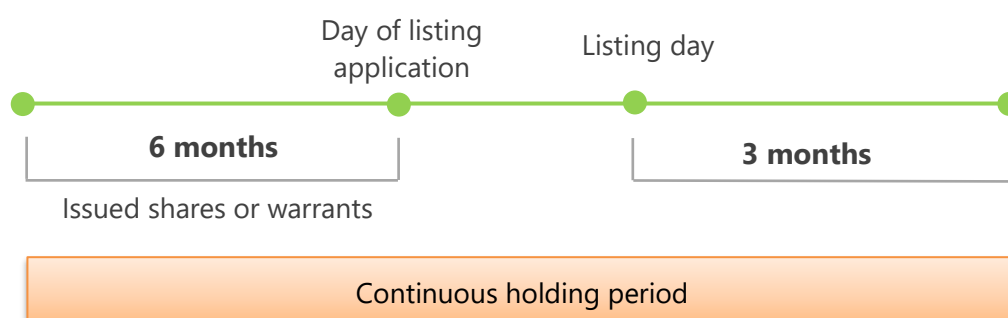 Day of listing
application
Listing day
6 months
3 months
Issued shares or warrants
Continuous holding period